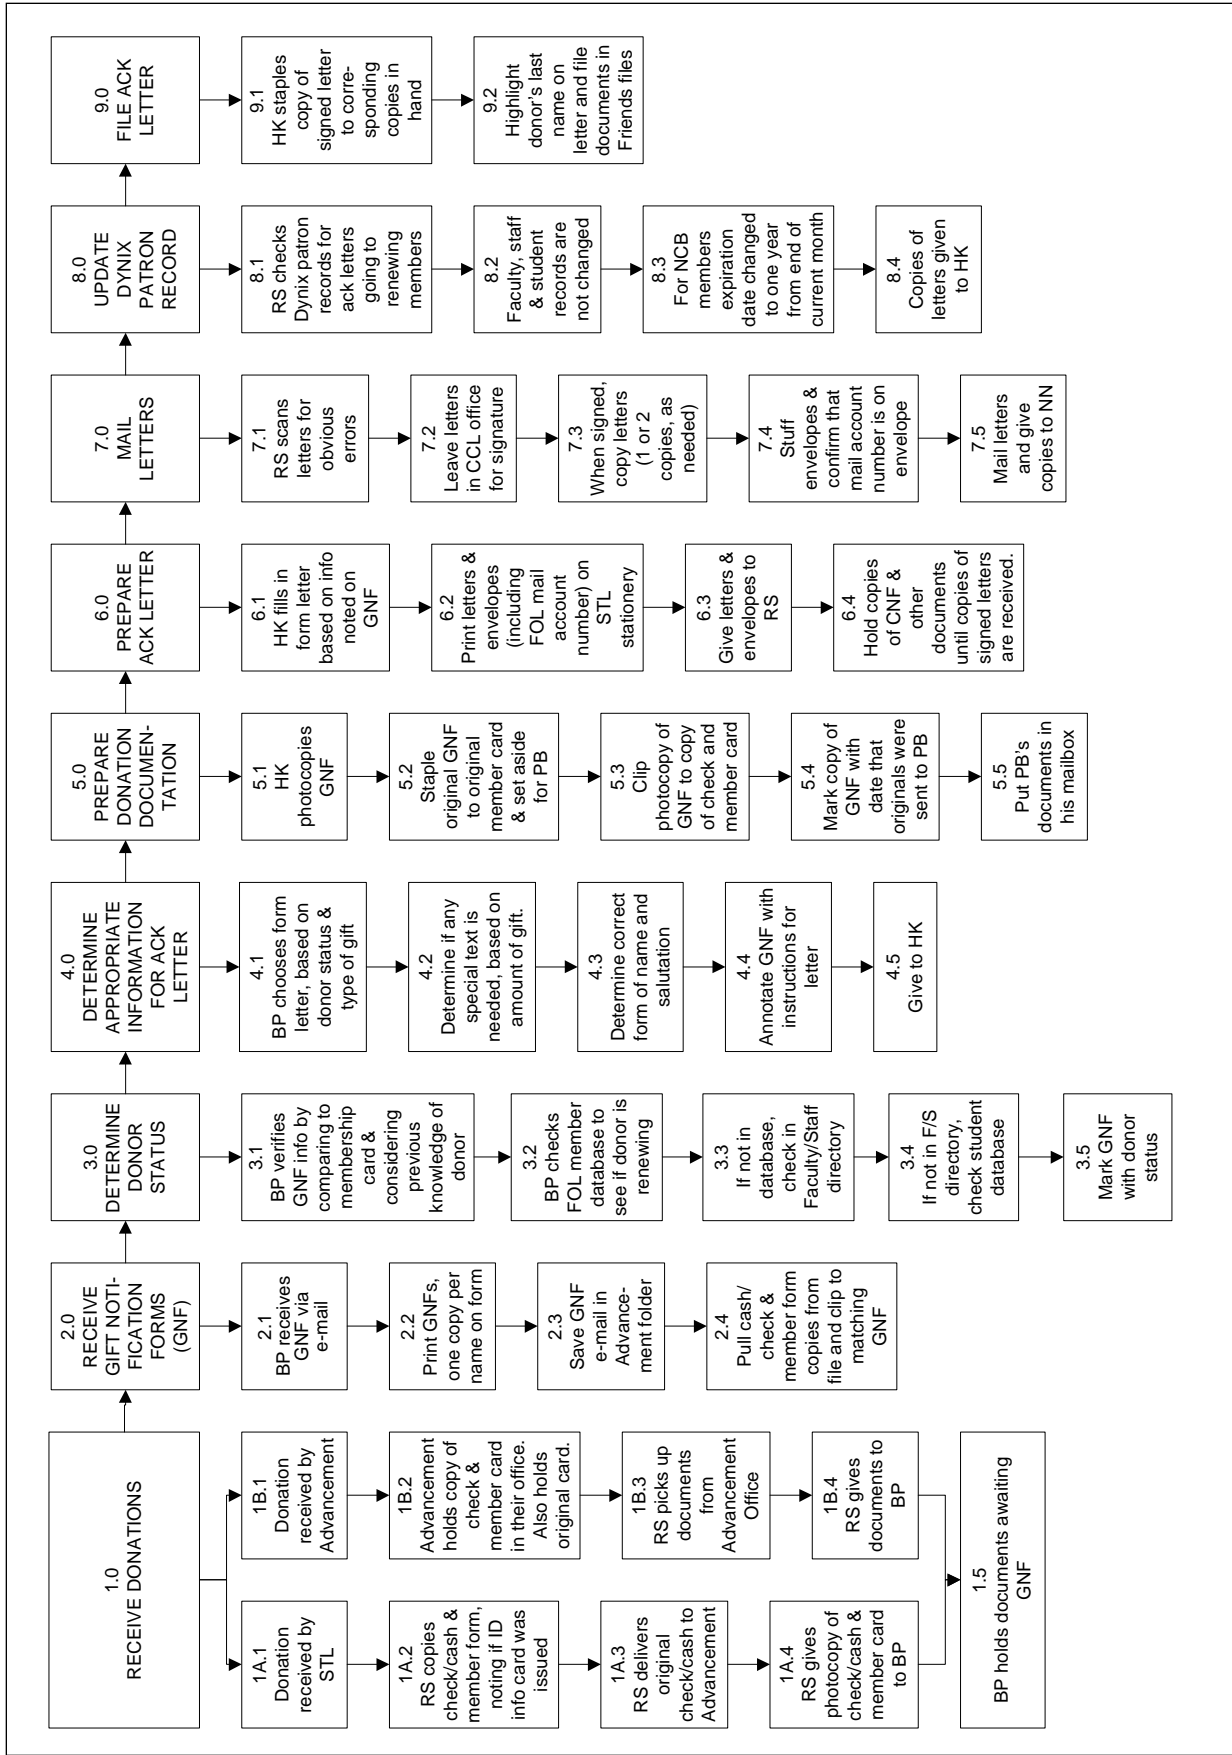 1.0
RECEIVE DONATIONS
1A.1
Donation
received by
STL
1A.2
RS copies
check/cash &
member form,
noting if ID
info card was
issued
1A.3
RS delivers
original
check/cash to
Advancement
1A.4
RS gives
photocopy of
check/cash &
member card
to BP
1B.1
Donation
received by
Advancement
1B.2
Advancement
holds copy of
check &
member card
in their office.
Also holds
original card.
1B.3
RS picks up
documents
from
Advancement
Office
1B.4
RS gives
documents to
BP
1.5
BP holds documents awaiting
GNF
2.0
RECEIVE
GIFT NOTI-
FICATION
FORMS
(GNF)
2.1
BP receives
GNF via
e-mail
2.2
Print GNFs,
one copy per
name on form
2.3
Save GNF
e-mail in
Advance-
ment folder
2.4
Pull cash/
check &
member form
copies from
file and clip to
matching
GNF
3.0
DETERMINE
DONOR
STATUS
3.1
BP verifies
GNF info by
comparing to
membership
card &
considering
previous
knowledge of
donor
3.2
BP checks
FOL member
database to
see if donor is
renewing
3.3
If not in
database,
check in
Faculty/Staff
directory
3.4
If not in F/S
directory,
check student
database
3.5
Mark GNF
with donor
status
4.0
DETERMINE
APPROPRIATE
INFORMATION
FOR ACK
LETTER
4.1
BP chooses form
letter, based on
donor status &
type of gift
4.2
Determine if any
special text is
needed, based on
amount of gift.
4.3
Determine correct
form of name and
salutation
4.4
Annotate GNF with
instructions for
letter
4.5
Give to HK
5.0
PREPARE
DONATION
DOCUMEN-
TATION
5.1
HK
photocopies
GNF
5.2
Staple
original GNF
to original
member card
& set aside
for PB
5.3
Clip
photocopy of
GNF to copy
of check and
member card
5.4
Mark copy of
GNF with
date that
originals were
sent to PB
5.5
Put PB's
documents in
his mailbox
6.0
PREPARE
ACK LETTER
6.1
HK fills in
form letter
based on info
noted on
GNF
6.2
Print letters &
envelopes
(including
FOL mail
account
number) on
STL
stationery
6.3
Give letters &
envelopes to
RS
6.4
Hold copies
of CNF &
other
documents
until copies of
signed letters
are received.
7.0
MAIL
LETTERS
7.1
RS scans
letters for
obvious
errors
7.2
Leave letters
in CCL office
for signature
7.3
When signed,
copy letters
(1 or 2
copies, as
needed)
7.4
Stuff
envelopes &
confirm that
mail account
number is on
envelope
7.5
Mail letters
and give
copies to NN
8.0
UPDATE
DYNIX
PATRON
RECORD
8.1
RS checks
Dynix patron
records for
ack letters
going to
renewing
members
8.2
Faculty, staff
& student
records are
not changed
8.3
For NCB
members
expiration
date changed
to one year
from end of
current month
8.4
Copies of
letters given
to HK
9.0
FILE ACK
LETTER
9.1
HK staples
copy of
signed letter
to corre-
sponding
copies in
hand
9.2
Highlight
donor's last
name on
letter and file
documents in
Friends files